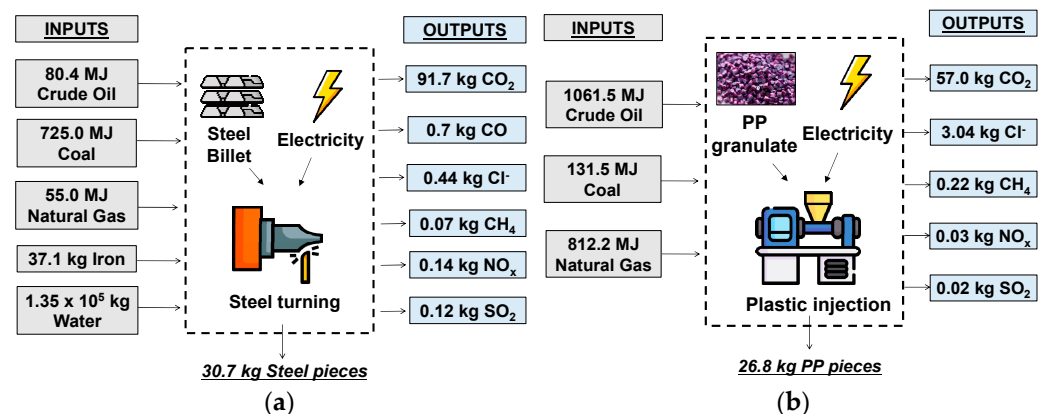 INPUTS
80.4 MJ
Crude Oil
725.0 MJ
Coal
55.0 MJ
Natural Gas
37.1 kg Iron
1.35 x 10⁵ kg
Water
Steel
Billet
Electricity
Steel turning
30.7 kg Steel pieces
OUTPUTS
91.7 kg CO₂
0.7 kg CO
0.44 kg Cl⁻
0.07 kg CH₄
0.14 kg NOₓ
0.12 kg SO₂
(a)
INPUTS
1061.5 MJ
Crude Oil
131.5 MJ
Coal
812.2 MJ
Natural Gas
PP
granulate
Electricity
Plastic injection
26.8 kg PP pieces
OUTPUTS
57.0 kg CO₂
3.04 kg Cl⁻
0.22 kg CH₄
0.03 kg NOₓ
0.02 kg SO₂
(b)